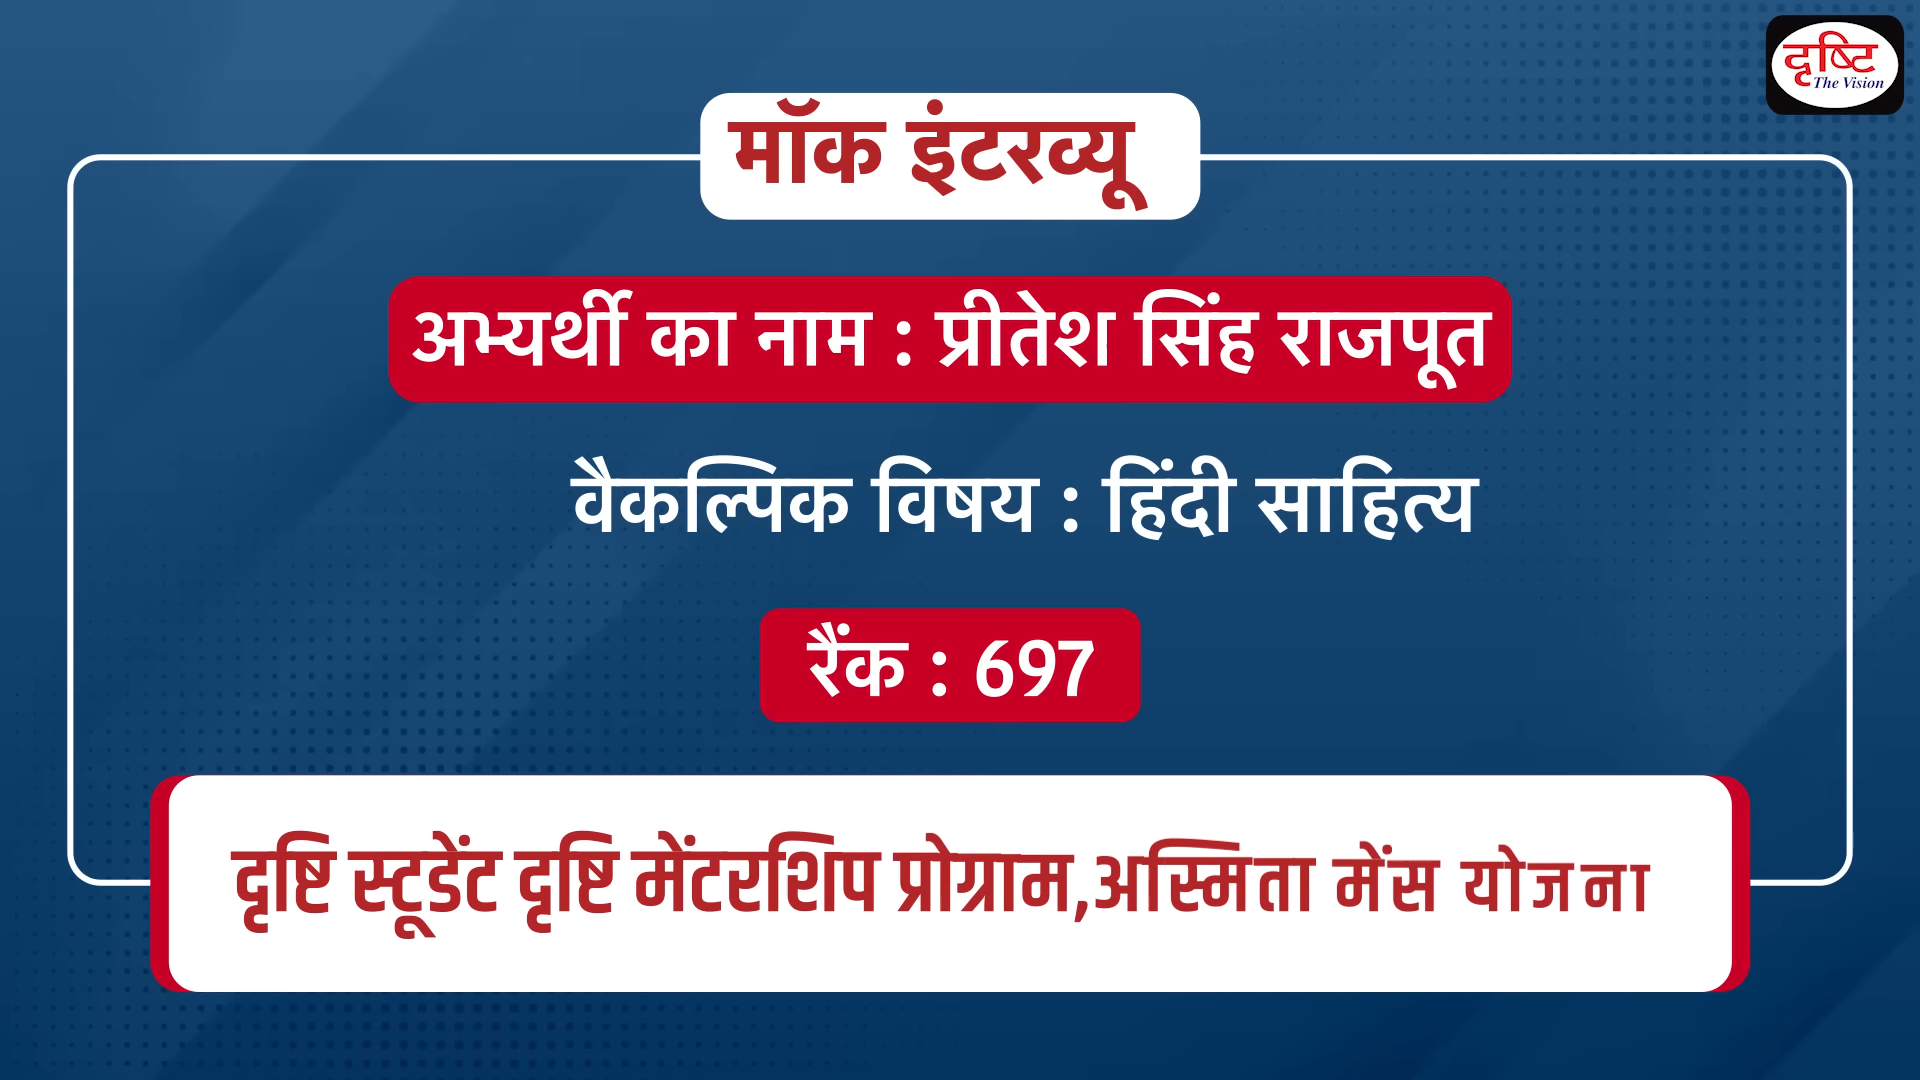 दृष्टि
The Vision
मॉक इंटरव्यू
अभ्यर्थी का नाम : प्रीतेश सिंह राजपूत
वैकल्पिक विषय : हिंदी साहित्य
रैंक : 697
दृष्टि स्टूडेंट दृष्टि मेंटरशिप प्रोग्राम,अस्मिता मेंस योजना